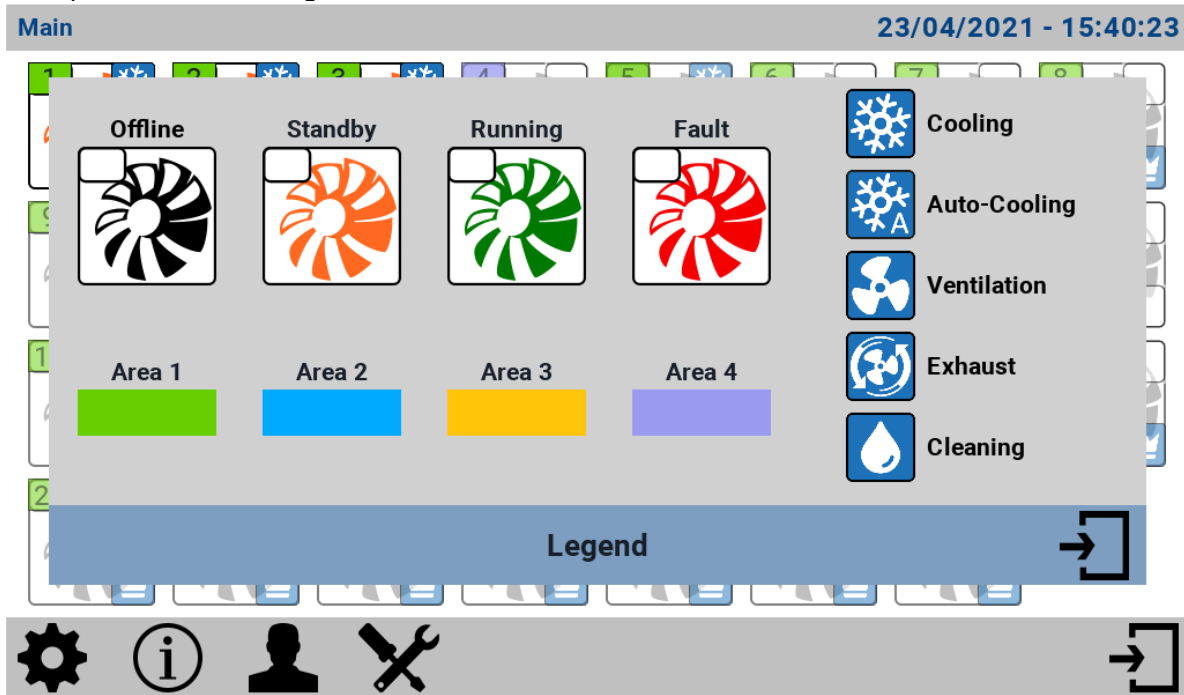 Main
23/04/2021 - 15:40:23
1 2 3 4 5 6 7 8
Offline Standby Running Fault
Cooling
Auto-Cooling
A
Ventilation
9
Exhaust
Area 1 Area 2 Area 3 Area 4
Cleaning
Legend
i